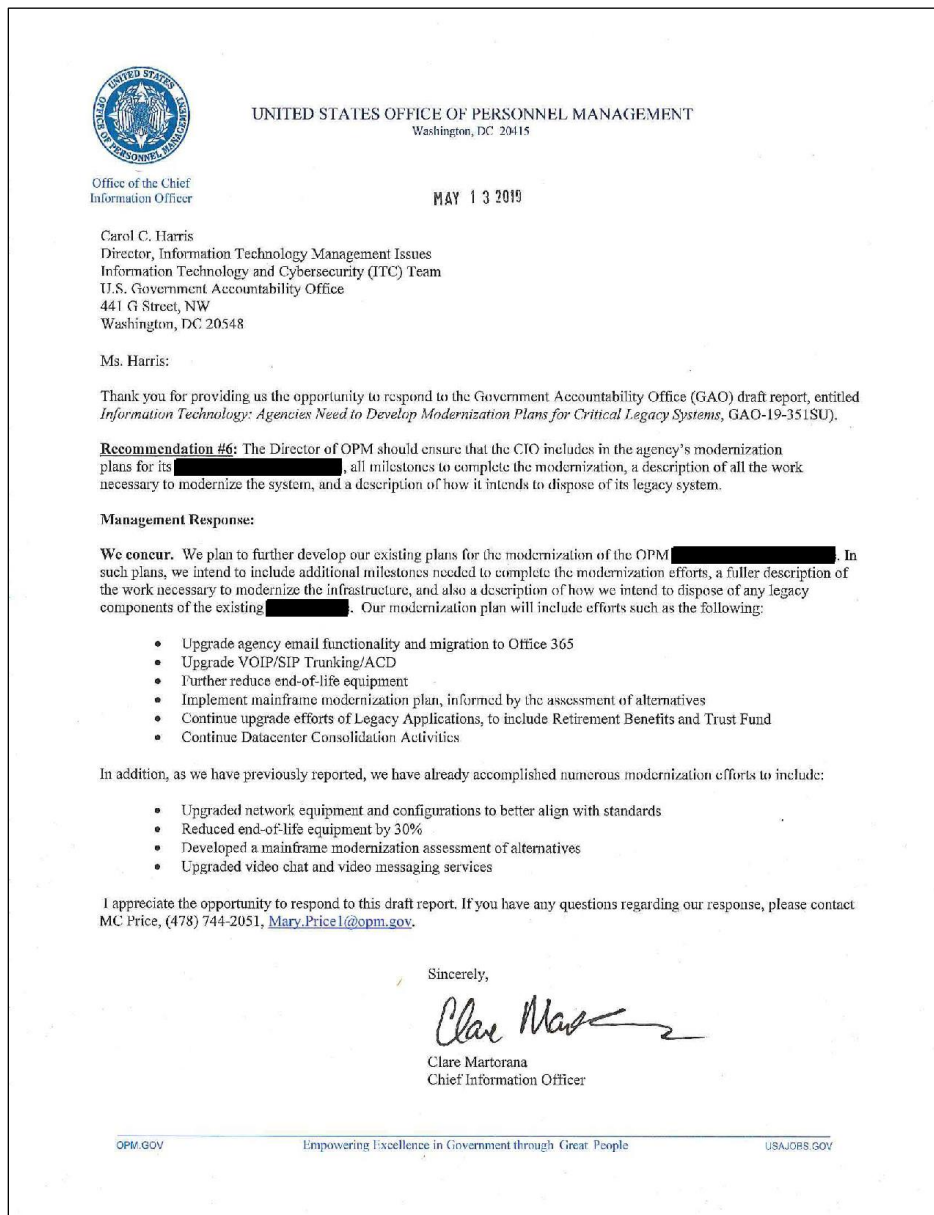 UNITED STATES
OFFICE OF PERSONNEL MANAGEMENT
UNITED STATES OFFICE OF PERSONNEL MANAGEMENT
Washington, DC 20415
Office of the Chief
Information Officer
MAY 13 2019
Carol C. Harris
Director, Information Technology Management Issues
Information Technology and Cybersecurity (ITC) Team
U.S. Government Accountability Office
441 G Street, NW
Washington, DC 20548
Ms. Harris:
Thank you for providing us the opportunity to respond to the Government Accountability Office (GAO) draft report, entitled
Information Technology: Agencies Need to Develop Modernization Plans for Critical Legacy Systems, GAO-19-351SU).
Recommendation #6: The Director of OPM should ensure that the CIO includes in the agency's modernization
plans for its , all milestones to complete the modernization, a description of all the work
necessary to modernize the system, and a description of how it intends to dispose of its legacy system.
Management Response:
We concur. We plan to further develop our existing plans for the modernization of the OPM . In
such plans, we intend to include additional milestones needed to complete the modernization efforts, a fuller description of
the work necessary to modernize the infrastructure, and also a description of how we intend to dispose of any legacy
components of the existing . Our modernization plan will include efforts such as the following:
• Upgrade agency email functionality and migration to Office 365
• Upgrade VOIP/SIP Trunking/ACD
• Further reduce end-of-life equipment
• Implement mainframe modernization plan, informed by the assessment of alternatives
• Continue upgrade efforts of Legacy Applications, to include Retirement Benefits and Trust Fund
• Continue Datacenter Consolidation Activities
In addition, as we have previously reported, we have already accomplished numerous modernization efforts to include:
• Upgraded network equipment and configurations to better align with standards
• Reduced end-of-life equipment by 30%
• Developed a mainframe modernization assessment of alternatives
• Upgraded video chat and video messaging services
I appreciate the opportunity to respond to this draft report. If you have any questions regarding our response, please contact
MC Price, (478) 744-2051, Mary.Price1@opm.gov.
Sincerely,
Clare Martorana
Chief Information Officer
OPM.GOV
Empowering Excellence in Government through Great People
USAJOBS.GOV